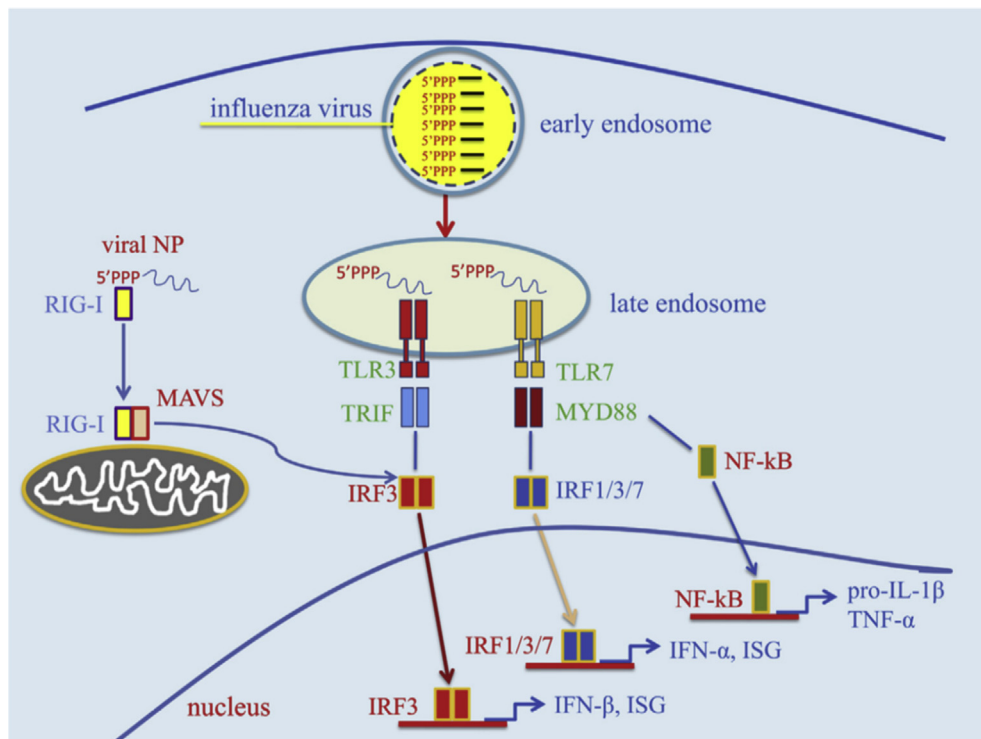 5'PPP
5'PPP
5'PPP
5'PPP
5'PPP
5'PPP
5'PPP
influenza virus
early endosome
viral NP
5'PPP
RIG-I
5'PPP
5'PPP
late endosome
TLR3
TLR7
MAVS
RIG-I
TRIF
MYD88
NF-kB
IRF3
IRF1/3/7
NF-kB
pro-IL-1β
TNF-α
IRF1/3/7
IFN-α, ISG
nucleus
IRF3
IFN-β, ISG